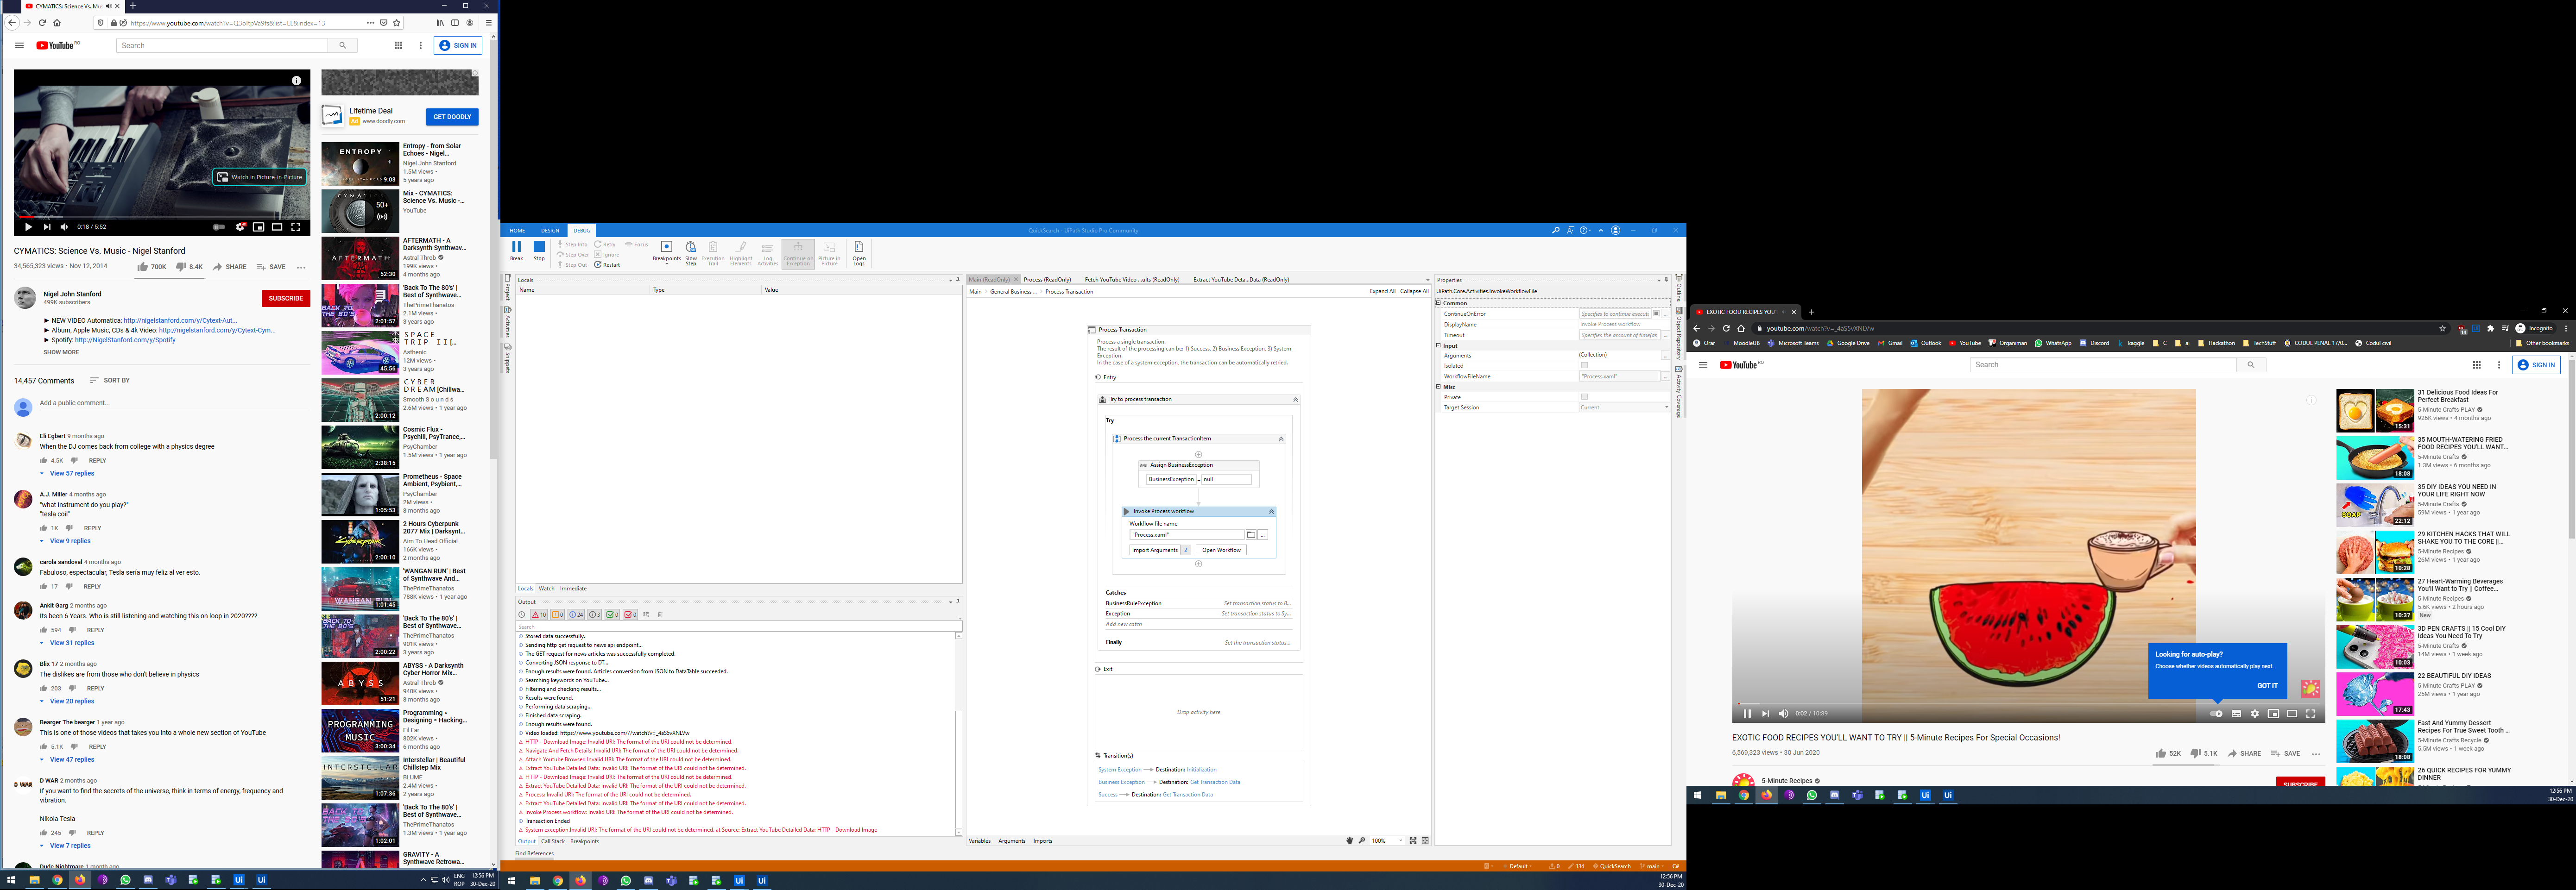 CYMATICS: Science Vs. Mu
https://www.youtube.com/watch?v=Q3oItpVa9fs&list=LL&index=13
YouTube RO
Search
SIGN IN
Watch in Picture-in-Picture
0:18 / 5:52
CYMATICS: Science Vs. Music - Nigel Stanford
34,565,323 views • Nov 12, 2014
700K
8.4K
SHARE
SAVE
Nigel John Stanford
499K subscribers
SUBSCRIBE
► NEW VIDEO Automatica: http://nigelstanford.com/y/Cytext-Aut...
► Album, Apple Music, CDs & 4k Video: http://nigelstanford.com/y/Cytext-Cym...
► Spotify: http://NigelStanford.com/y/Spotify
SHOW MORE
14,457 Comments
SORT BY
Add a public comment...
Eli Egbert 9 months ago
When the DJ comes back from college with a physics degree
4.5K
REPLY
View 57 replies
A.J. Miller 4 months ago
"what Instrument do you play?"
"tesla coil"
1K
REPLY
View 9 replies
carola sandoval 4 months ago
Fabuloso, espectacular, Tesla sería muy feliz al ver esto.
17
REPLY
Ankit Garg 2 months ago
Its been 6 Years. Who is still listening and watching this on loop in 2020????
594
REPLY
View 31 replies
Blix 17 2 months ago
The dislikes are from those who don't believe in physics
203
REPLY
View 20 replies
Bearger The bearger 1 year ago
This is one of those videos that takes you into a whole new section of YouTube
5.1K
REPLY
View 47 replies
D WAR 2 months ago
If you want to find the secrets of the universe, think in terms of energy, frequency and
vibration.
Nikola Tesla
245
REPLY
View 7 replies
Dude Nightmare 1 month ago
Lifetime Deal
Ad www.doodly.com
GET DOODLY
ENTROPY
9:03
Entropy - from Solar
Echoes - Nigel...
Nigel John Stanford
1.5M views •
5 years ago
50+
Mix - CYMATICS:
Science Vs. Music -...
YouTube
AFTERMATH
52:30
AFTERMATH - A
Darksynth Synthwav...
Astral Throb
199K views •
4 months ago
2:01:57
'Back To The 80's' |
Best of Synthwave...
ThePrimeThanatos
2.1M views •
3 years ago
45:56
SPACE
TRIP III|...
Asthenic
12M views •
3 years ago
2:00:12
CYBER
DREAM [Chillwa...
Smooth S o u n d s
2.6M views • 1 year ago
2:38:15
Cosmic Flux -
Psychill, PsyTrance,...
PsyChamber
1.5M views • 1 year ago
1:05:53
Prometheus - Space
Ambient, Psybient,...
PsyChamber
2M views •
8 months ago
2:00:10
2 Hours Cyberpunk
2077 Mix | Darksynt...
Aim To Head Official
166K views •
2 months ago
WANGAN
1:01:45
'WANGAN RUN' | Best
of Synthwave And...
ThePrimeThanatos
788K views • 1 year ago
2:00:22
'Back To The 80's' |
Best of Synthwave...
ThePrimeThanatos
901K views •
3 years ago
ABYSS
51:21
ABYSS - A Darksynth
Cyber Horror Mix...
Astral Throb
940K views •
8 months ago
PROGRAMMING
MUSIC
3:00:34
Programming •
Designing • Hacking...
Fil Far
802K views •
6 months ago
INTERSTELLAR
1:07:36
Interstellar | Beautiful
Chillstep Mix
BLUME
2.4M views •
2 years ago
1:02:01
'Back To The 80's' |
Best of Synthwave...
ThePrimeThanatos
1.3M views • 1 year ago
GRAVITY - A
Synthwave Retrowa...
ENG
ROP
12:56 PM
30-Dec-20
HOME
DESIGN
DEBUG
QuickSearch - UiPath Studio Pro Community
Break
Stop
Step Into
Step Over
Step Out
Retry
Ignore
Restart
Focus
Breakpoints
Slow
Step
Execution
Trail
Highlight
Elements
Log
Activities
Continue on
Exception
Picture in
Picture
Open
Logs
Project
Activities
Snippets
Locals
Name
Type
Value
Locals
Watch
Immediate
Output
10
0
24
3
0
0
Search
Stored data successfully.
Sending http get request to news api endpoint...
The GET request for news articles was successfully completed.
Converting JSON response to DT...
Enough results were found. Articles conversion from JSON to DataTable succeeded.
Searching keywords on YouTube...
Filtering and checking results...
Results were found.
Performing data scraping...
Finished data scraping.
Enough results were found.
Video loaded: https://www.youtube.com///watch?v=_4a55vXNLVw
HTTP - Download Image: Invalid URI: The format of the URI could not be determined.
Navigate And Fetch Details: Invalid URI: The format of the URI could not be determined.
Attach Youtube Browser: Invalid URI: The format of the URI could not be determined.
Extract YouTube Detailed Data: Invalid URI: The format of the URI could not be determined.
HTTP - Download Image: Invalid URI: The format of the URI could not be determined.
Extract YouTube Detailed Data: Invalid URI: The format of the URI could not be determined.
Process: Invalid URI: The format of the URI could not be determined.
Extract YouTube Detailed Data: Invalid URI: The format of the URI could not be determined.
Invoke Process workflow: Invalid URI: The format of the URI could not be determined.
Transaction Ended
System exception.Invalid URI: The format of the URI could not be determined. at Source: Extract YouTube Detailed Data: HTTP - Download Image
Output
Call Stack
Breakpoints
Find References
Main (ReadOnly)
Process (ReadOnly)
Fetch YouTube Video ...ults (ReadOnly)
Extract YouTube Deta...Data (ReadOnly)
Main > General Business ... > Process Transaction
Expand All
Collapse All
Process Transaction
Process a single transaction.
The result of the processing can be: 1) Success, 2) Business Exception, 3) System
Exception.
In the case of a system exception, the transaction can be automatically retried.
Entry
Try to process transaction
Try
Process the current TransactionItem
Assign BusinessException
BusinessException = null
Invoke Process workflow
Workflow file name
"Process.xaml"
Import Arguments 2
Open Workflow
Catches
BusinessRuleException
Set transaction status to B...
Exception
Set transaction status to Sy...
Add new catch
Finally
Set the transaction status...
Exit
Drop activity here
Transition(s)
System Exception → Destination: Initialization
Business Exception → Destination: Get Transaction Data
Success → Destination: Get Transaction Data
Variables
Arguments
Imports
100%
Properties
UiPath.Core.Activities.InvokeWorkflowFile
Common
ContinueOnError
Specifies to continue executi
DisplayName
Invoke Process workflow
Timeout
Specifies the amount of time(se
Input
Arguments
(Collection)
Isolated
WorkflowFileName
"Process.xaml"
Misc
Private
Target Session
Current
Outline
Object Repository
Activity Coverage
Default
0
134
QuickSearch
main
C#
12:56 PM
30-Dec-20
EXOTIC FOOD RECIPES YOU'
youtube.com/watch?v=_4a55vXNLVw
Incognito
Orar
MoodleUB
Microsoft Teams
Google Drive
Gmail
Outlook
YouTube
Organiman
WhatsApp
Discord
kaggle
C
ai
Hackathon
TechStuff
CODUL PENAL 17/0...
Codul civil
Other bookmarks
YouTube RO
Search
SIGN IN
Looking for auto-play?
Choose whether videos automatically play next.
GOT IT
0:02 / 10:39
EXOTIC FOOD RECIPES YOU'LL WANT TO TRY || 5-Minute Recipes For Special Occasions!
6,569,323 views • 30 Jun 2020
52K
5.1K
SHARE
SAVE
5-Minute Recipes
SUBSCRIBE
15:31
31 Delicious Food Ideas For
Perfect Breakfast
5-Minute Crafts PLAY
926K views • 4 months ago
18:08
35 MOUTH-WATERING FRIED
FOOD RECIPES YOU'LL WANT...
5-Minute Crafts
1.3M views • 6 months ago
SOAP
22:12
35 DIY IDEAS YOU NEED IN
YOUR LIFE RIGHT NOW
5-Minute Crafts
59M views • 1 year ago
10:28
29 KITCHEN HACKS THAT WILL
SHAKE YOU TO THE CORE ||...
5-Minute Recipes
26M views • 1 year ago
10:37
27 Heart-Warming Beverages
You'll Want to Try || Coffee...
5-Minute Recipes
5.6K views • 2 hours ago
New
10:03
3D PEN CRAFTS || 15 Cool DIY
Ideas You Need To Try
5-Minute Crafts
14M views • 1 week ago
17:43
22 BEAUTIFUL DIY IDEAS
5-Minute Crafts PLAY
25M views • 1 year ago
18:08
Fast And Yummy Dessert
Recipes For True Sweet Tooth ...
5-Minute Crafts Recycle
5.5M views • 1 week ago
26 QUICK RECIPES FOR YUMMY
DINNER
12:56 PM
30-Dec-20